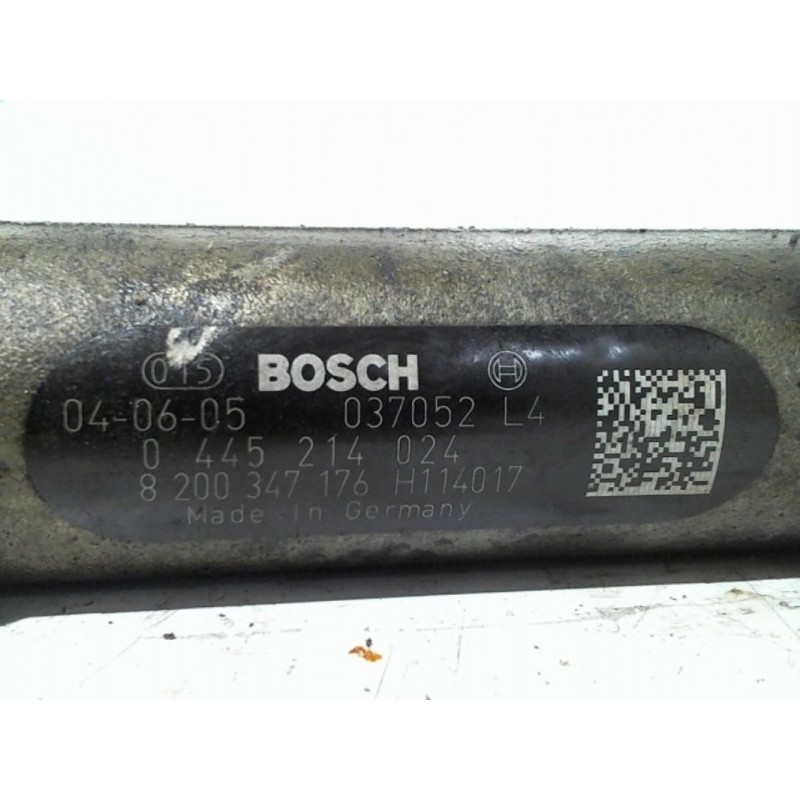 015 BOSCH
04-06-05 037052 L4
0 445 214 024
8 200 347 176 H114017
Made in Germany